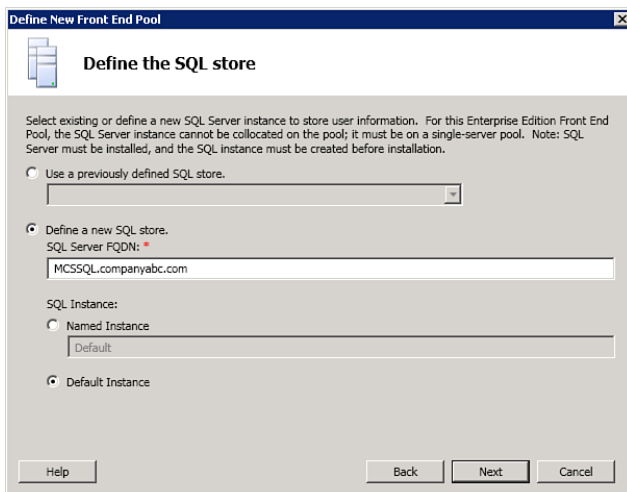 Define New Front End Pool
Define the SQL store
Select existing or define a new SQL Server instance to store user information. For this Enterprise Edition Front End
Pool, the SQL Server instance cannot be collocated on the pool; it must be on a single-server pool. Note: SQL
Server must be installed, and the SQL instance must be created before installation.
Use a previously defined SQL store.
Define a new SQL store.
SQL Server FQDN: *
MCSSQL.companyabc.com
SQL Instance:
Named Instance
Default
Default Instance
Help Back Next Cancel